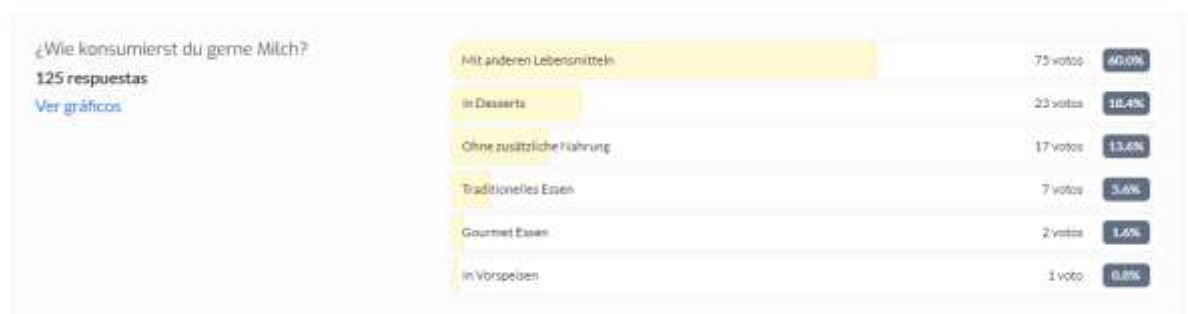 ¿Wie konsumierst du gerne Milch?
125 respuestas
Ver gráficos
Mit anderen Lebensmitteln 75 votos 60.0%
In Desserts 23 votos 18.4%
Ohne zusätzliche Nahrung 17 votos 13.6%
Traditionelles Essen 7 votos 5.6%
Gourmet Essen 2 votos 1.6%
In Vorspeisen 1 voto 0.8%